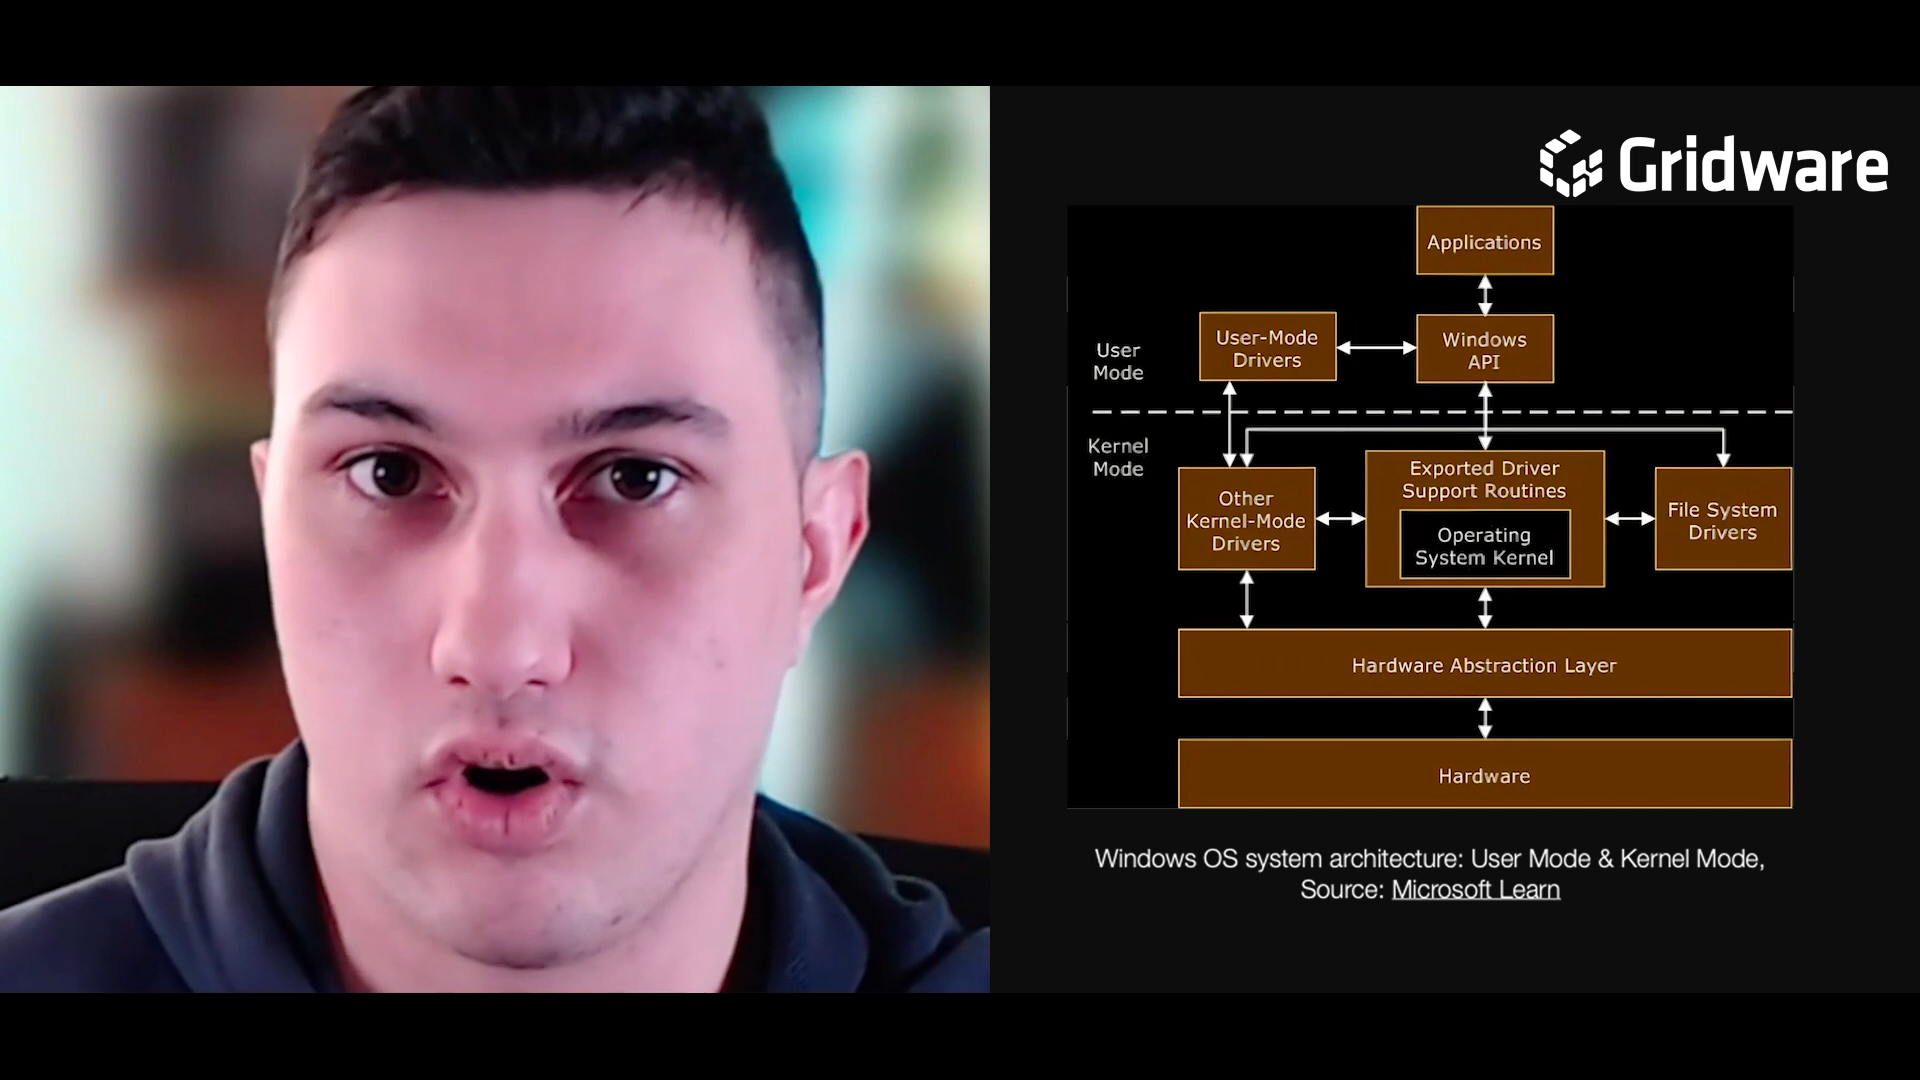 Gridware
Applications
User-Mode
Drivers
Windows
API
User
Mode
Kernel
Mode
Other
Kernel-Mode
Drivers
Exported Driver
Support Routines
Operating
System Kernel
File System
Drivers
Hardware Abstraction Layer
Hardware
Windows OS system architecture: User Mode & Kernel Mode,
Source: Microsoft Learn